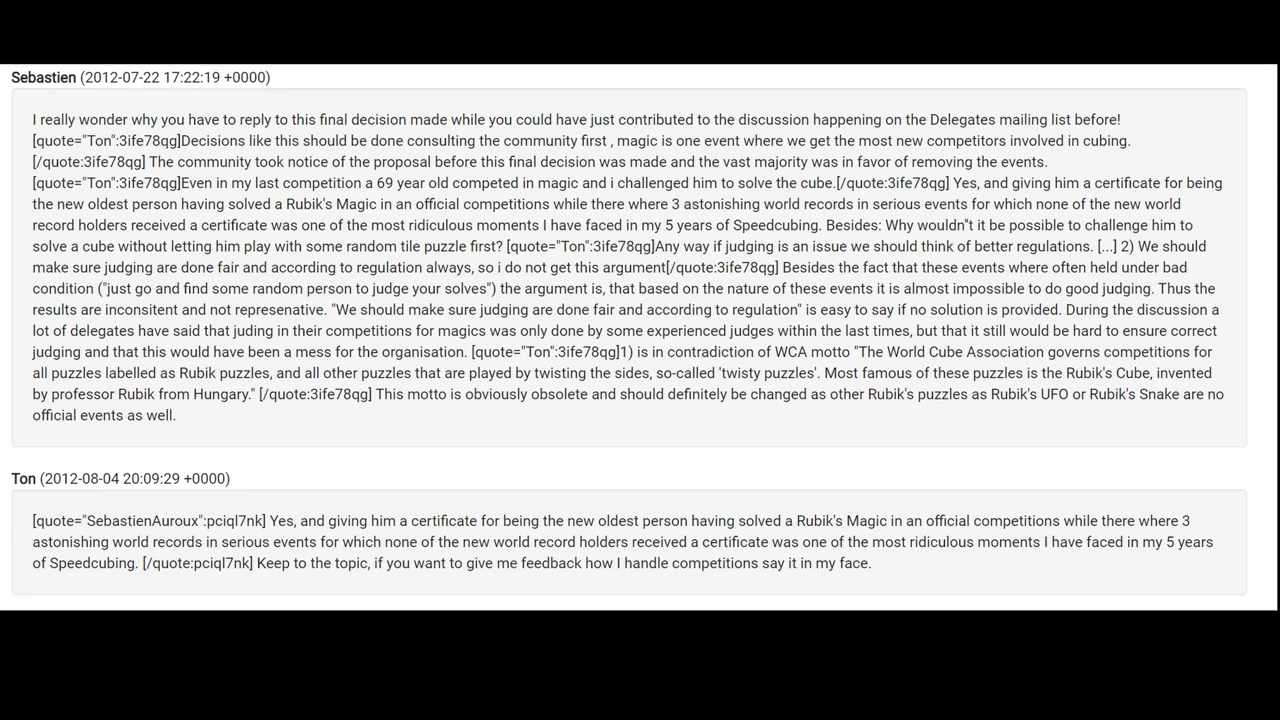 Sebastien (2012-07-22 17:22:19 +0000)
I really wonder why you have to reply to this final decision made while you could have just contributed to the discussion happening on the Delegates mailing list before!
[quote="Ton":3ife78qg]Decisions like this should be done consulting the community first , magic is one event where we get the most new competitors involved in cubing.
[/quote:3ife78qg] The community took notice of the proposal before this final decision was made and the vast majority was in favor of removing the events.
[quote="Ton":3ife78qg]Even in my last competition a 69 year old competed in magic and i challenged him to solve the cube.[/quote:3ife78qg] Yes, and giving him a certificate for being
the new oldest person having solved a Rubik's Magic in an official competitions while there where 3 astonishing world records in serious events for which none of the new world
record holders received a certificate was one of the most ridiculous moments I have faced in my 5 years of Speedcubing. Besides: Why wouldn''t it be possible to challenge him to
solve a cube without letting him play with some random tile puzzle first? [quote="Ton":3ife78qg]Any way if judging is an issue we should think of better regulations. [...] 2) We should
make sure judging are done fair and according to regulation always, so i do not get this argument[/quote:3ife78qg] Besides the fact that these events where often held under bad
condition ("just go and find some random person to judge your solves") the argument is, that based on the nature of these events it is almost impossible to do good judging. Thus the
results are inconsitent and not represenative. "We should make sure judging are done fair and according to regulation" is easy to say if no solution is provided. During the discussion a
lot of delegates have said that juding in their competitions for magics was only done by some experienced judges within the last times, but that it still would be hard to ensure correct
judging and that this would have been a mess for the organisation. [quote="Ton":3ife78qg]1) is in contradiction of WCA motto "The World Cube Association governs competitions for
all puzzles labelled as Rubik puzzles, and all other puzzles that are played by twisting the sides, so-called 'twisty puzzles'. Most famous of these puzzles is the Rubik's Cube, invented
by professor Rubik from Hungary." [/quote:3ife78qg] This motto is obviously obsolete and should definitely be changed as other Rubik's puzzles as Rubik's UFO or Rubik's Snake are no
official events as well.
Ton (2012-08-04 20:09:29 +0000)
[quote="SebastienAuroux":pciql7nk] Yes, and giving him a certificate for being the new oldest person having solved a Rubik's Magic in an official competitions while there where 3
astonishing world records in serious events for which none of the new world record holders received a certificate was one of the most ridiculous moments I have faced in my 5 years
of Speedcubing. [/quote:pciql7nk] Keep to the topic, if you want to give me feedback how I handle competitions say it in my face.